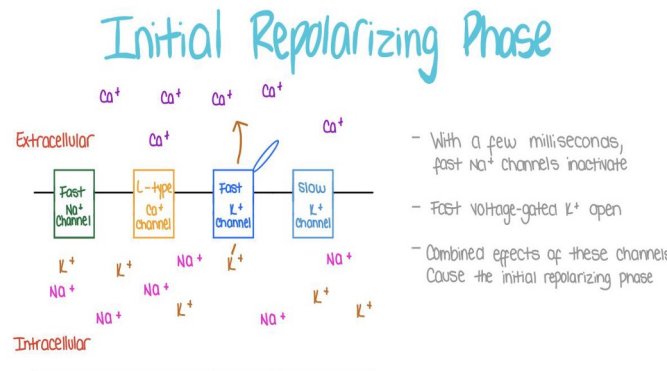 Initial Repolarizing Phase
Ca+ Ca+ Ca+ Ca+
Extracellular Ca+ Ca+
Fast Na+ Channel
L-type Ca+ Channel
Fast K+ Channel
Slow K+ Channel
K+ K+ Na+ K+ Na+
Na+ Na+ K+ K+ K+
Na+ Na+
Intracellular
- With a few milliseconds,
fast Na+ channels inactivate
- Fast voltage-gated K+ open
- Combined effects of these channels
Cause the initial repolarizing phase